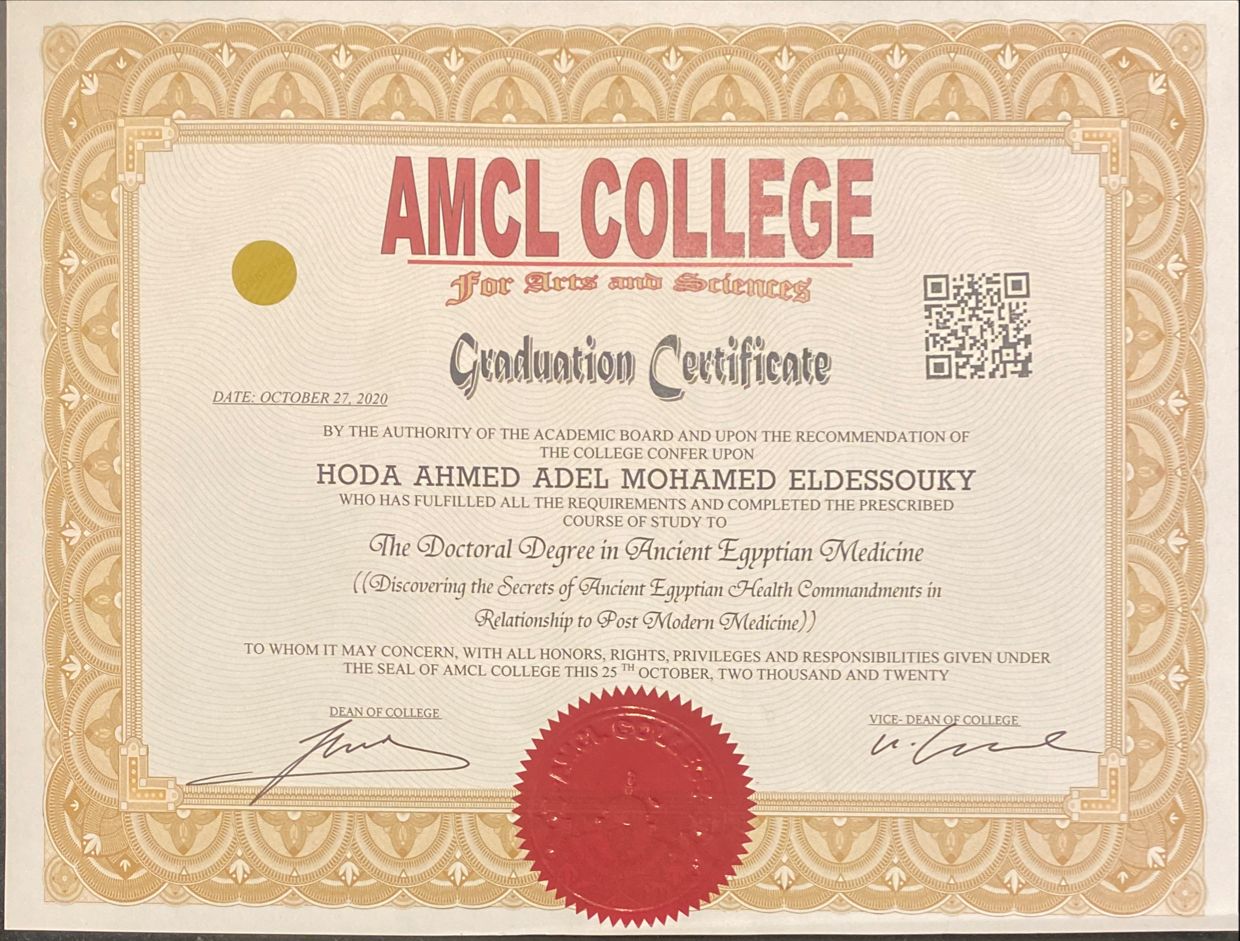 AMCL COLLEGE
For Arts and Sciences
Graduation Certificate
DATE: OCTOBER 27, 2020
BY THE AUTHORITY OF THE ACADEMIC BOARD AND UPON THE RECOMMENDATION OF
THE COLLEGE CONFER UPON
HODA AHMED ADEL MOHAMED ELDESSOUKY
WHO HAS FULFILLED ALL THE REQUIREMENTS AND COMPLETED THE PRESCRIBED
COURSE OF STUDY TO
The Doctoral Degree in Ancient Egyptian Medicine
((Discovering the Secrets of Ancient Egyptian Health Commandments in
Relationship to Post Modern Medicine))
TO WHOM IT MAY CONCERN, WITH ALL HONORS, RIGHTS, PRIVILEGES AND RESPONSIBILITIES GIVEN UNDER
THE SEAL OF AMCL COLLEGE THIS 25 TH OCTOBER, TWO THOUSAND AND TWENTY
DEAN OF COLLEGE
VICE- DEAN OF COLLEGE
AMCL COLLEGE